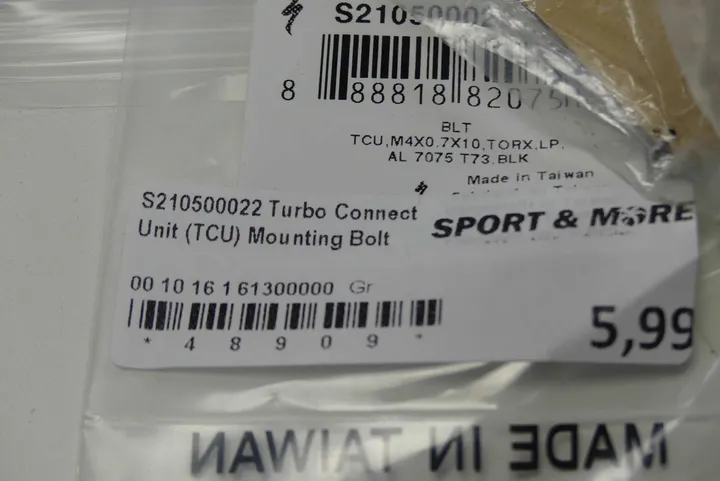 S21050002
8 88818 82075
BLT
TCU,M4X0.7X10,TORX,LP,
AL 7075 T73,BLK
Made in Taiwan
S210500022 Turbo Connect
Unit (TCU) Mounting Bolt
SPORT & MORE
00 10 16 1 61300000 Gr
* 4 8 9 0 9 *
5,99
MADE IN TAIWAN